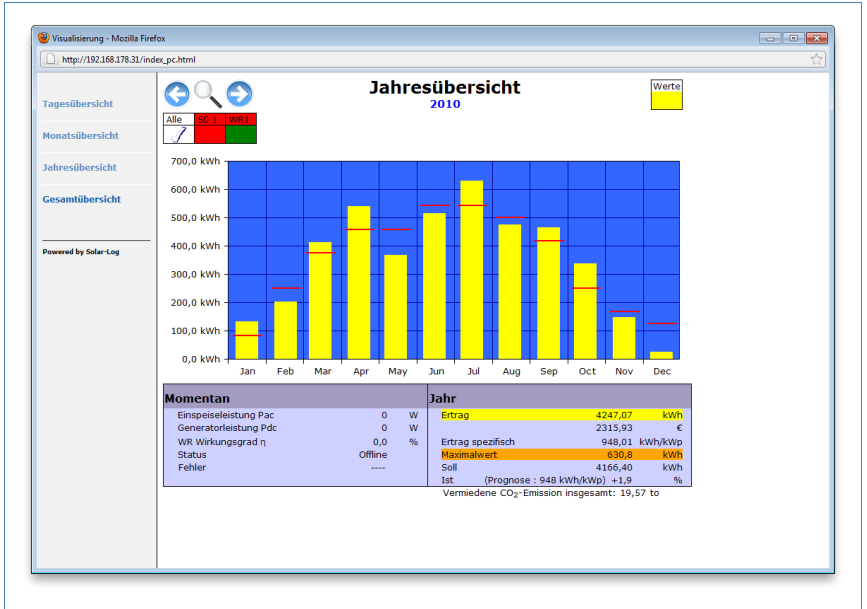 Visualisierung - Mozilla Firefox
http://192.168.178.31/index_pc.html
Tagesübersicht
Monatsübersicht
Jahresübersicht
Gesamtübersicht
Powered by Solar-Log
Jahresübersicht
2010
Werte
Alle S0 1 WR1
700,0 kWh
600,0 kWh
500,0 kWh
400,0 kWh
300,0 kWh
200,0 kWh
100,0 kWh
0,0 kWh
Jan Feb Mar Apr May Jun Jul Aug Sep Oct Nov Dec
Momentan
Einspeiseleistung Pac 0 W
Generatorleistung Pdc 0 W
WR Wirkungsgrad η 0,0 %
Status Offline
Fehler ----
Jahr
Ertrag 4247,07 kWh
2315,93 €
Ertrag spezifisch 948,01 kWh/kWp
Maximalwert 630,8 kWh
Soll 4166,40 kWh
Ist (Prognose : 948 kWh/kWp) +1,9 %
Vermiedene CO₂-Emission insgesamt: 19,57 to